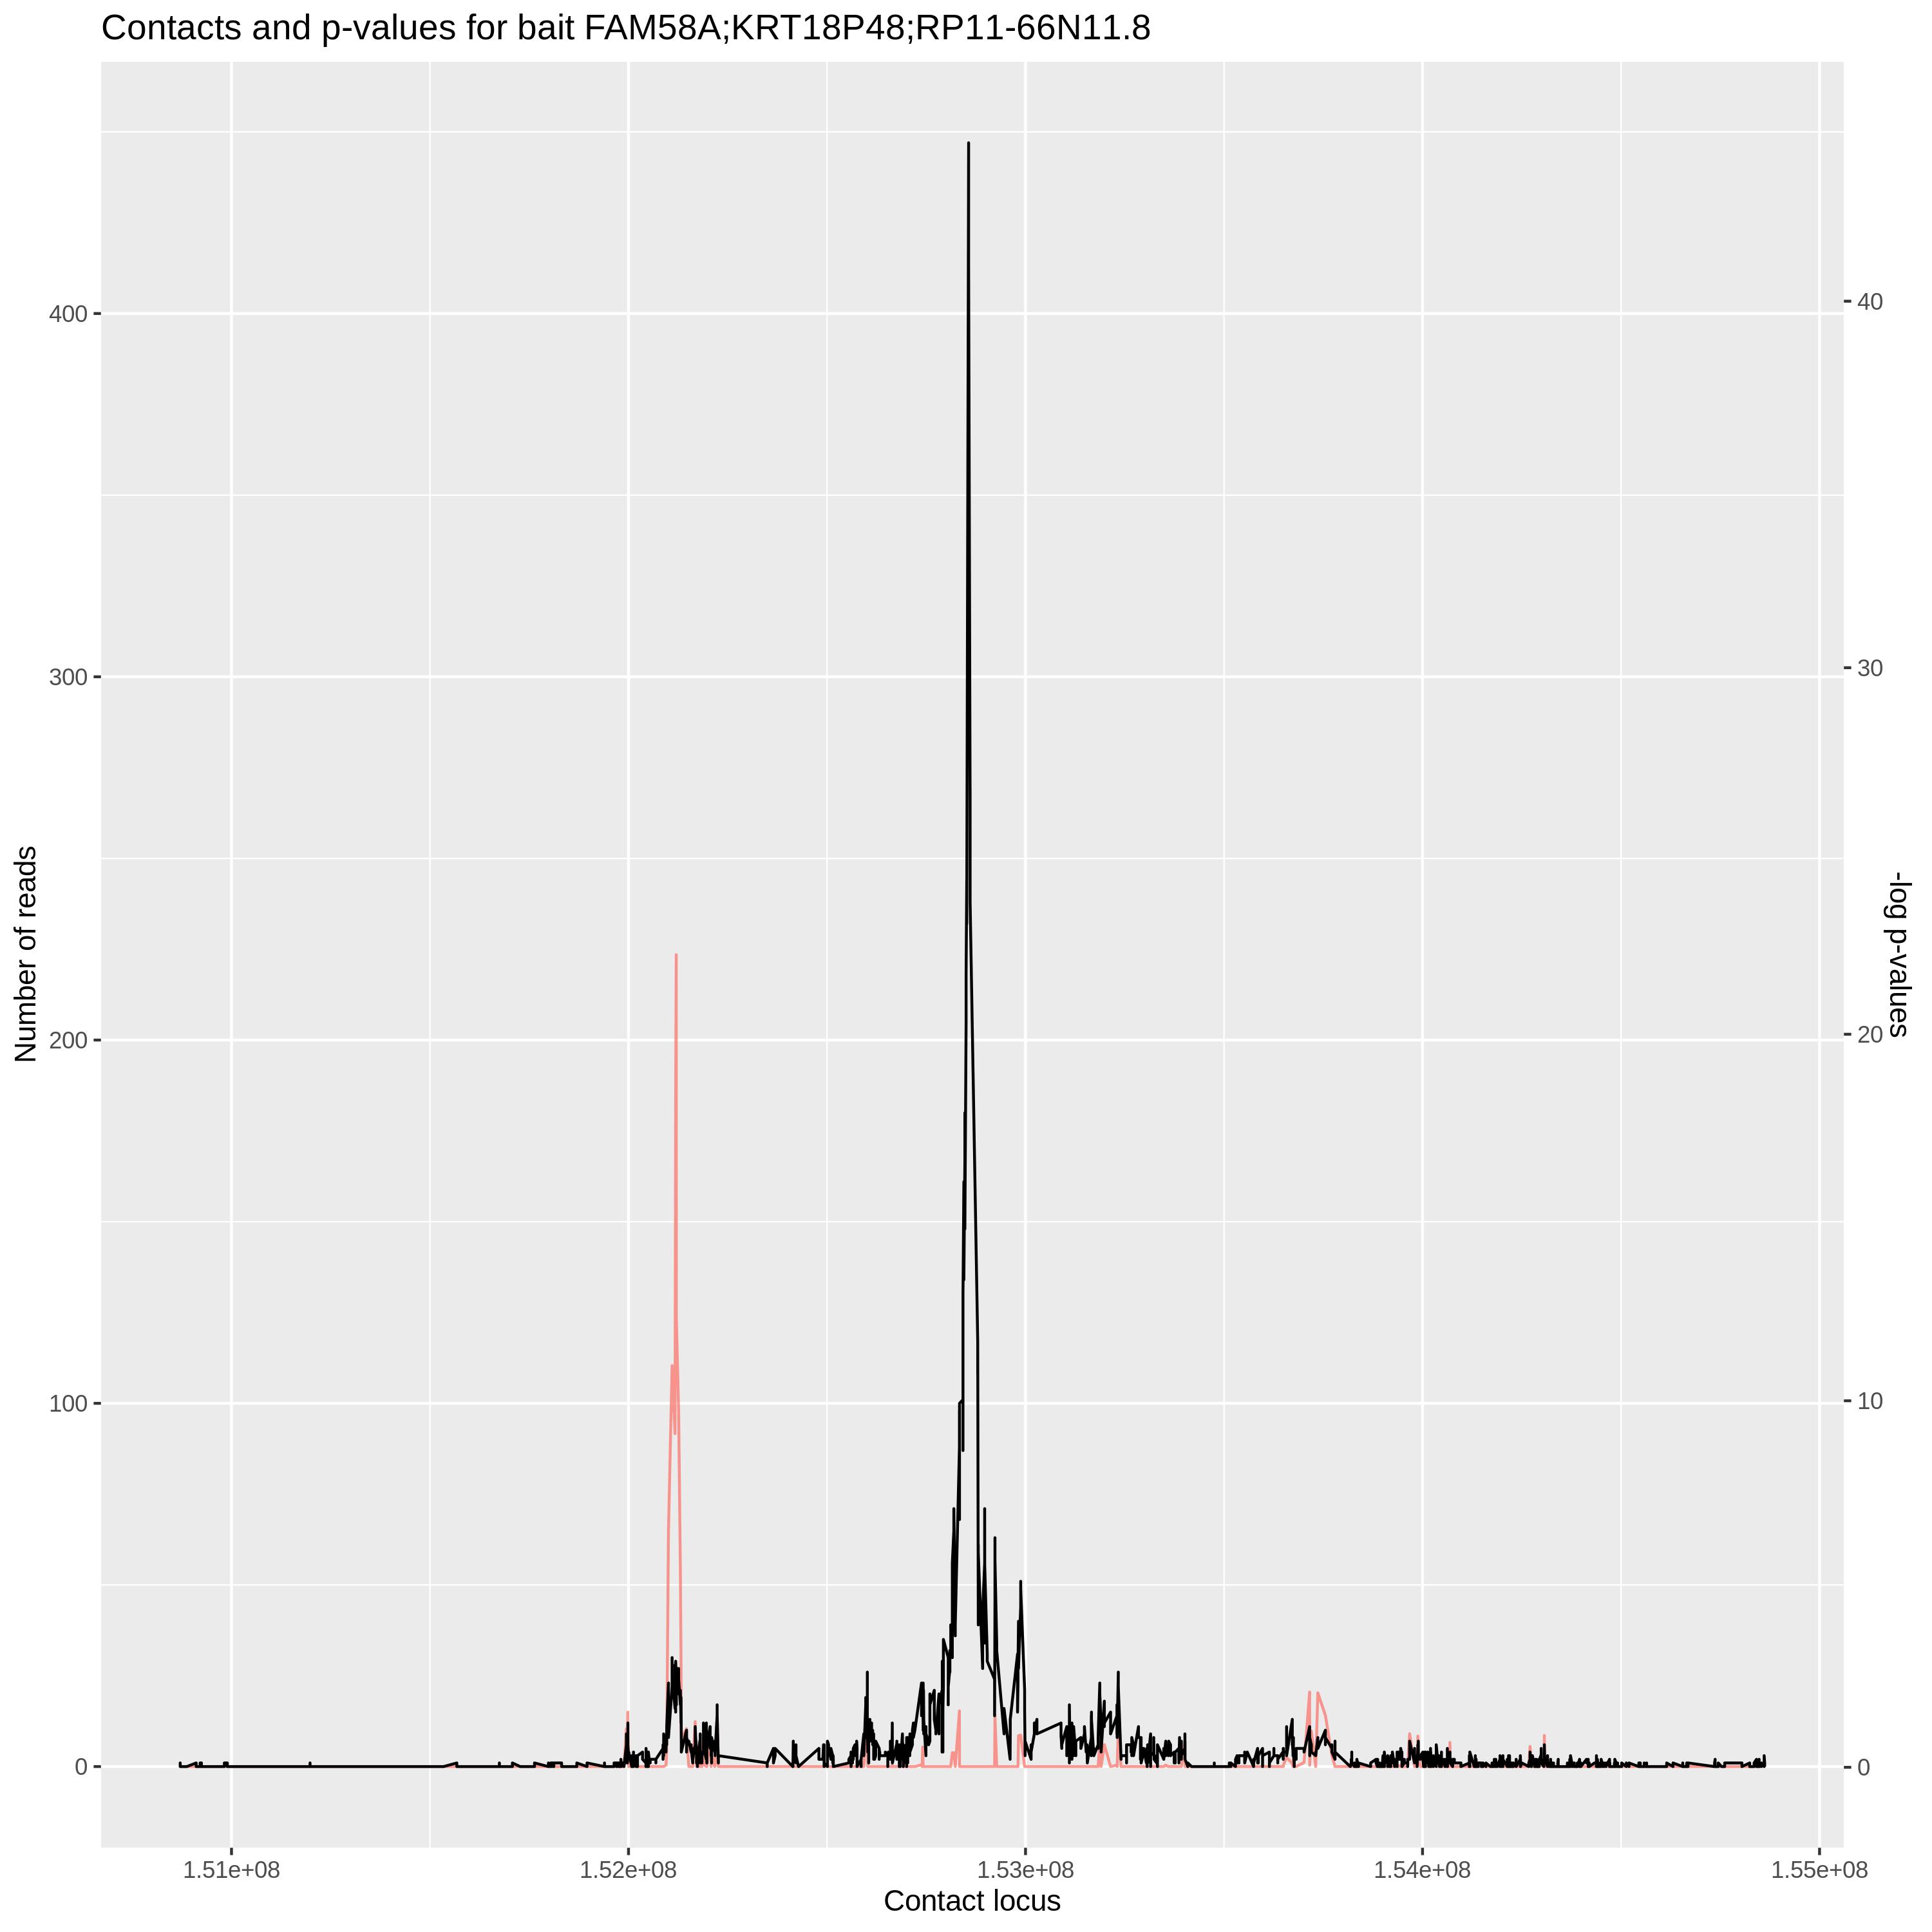 Contacts and p-values for bait FAM58A;KRT18P48;RP11-66N11.8
400
300
200
100
0
Number of reads
40
30
20
10
0
-log p-values
1.51e+08 1.52e+08 1.53e+08 1.54e+08 1.55e+08
Contact locus